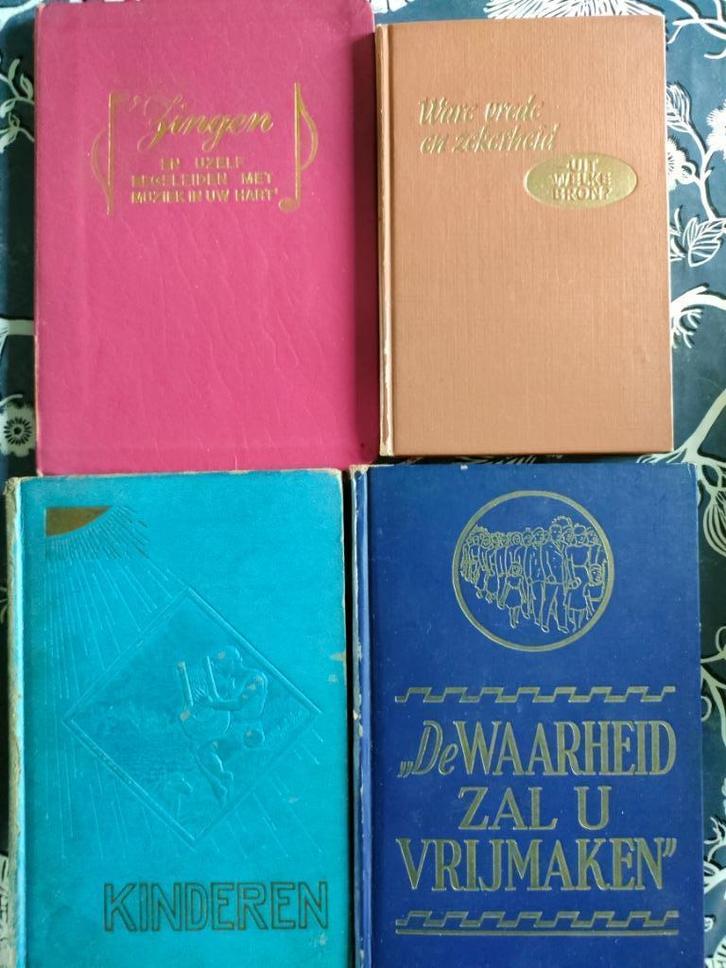 "Zingen
EN UZELF
BEGELEIDEN MET
MUZIEK IN UW HART"
Ware vrede
en zekerheid
UIT
WELKE
BRON?
KINDEREN
„De WAARHEID
ZAL U
VRIJMAKEN”